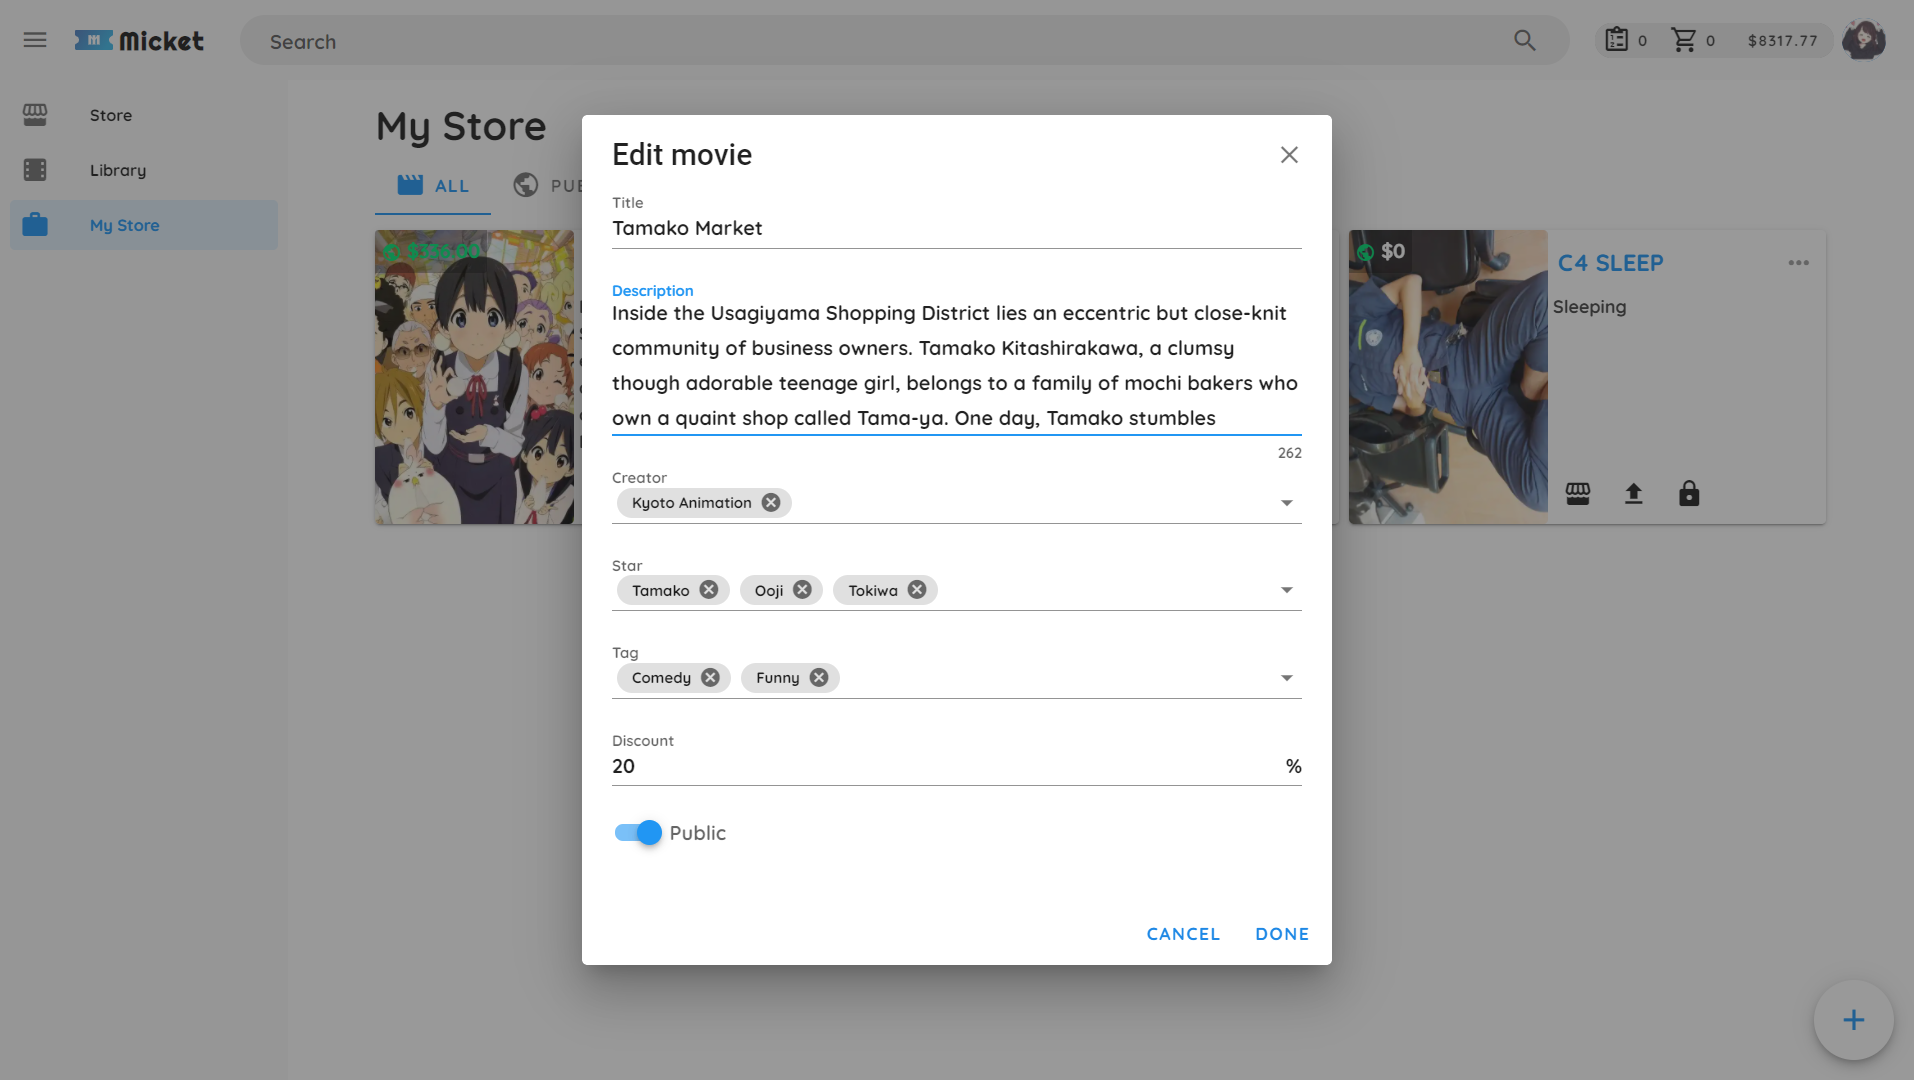 Micket
Search
0
0
$8317.77
Store
Library
My Store
My Store
ALL
PU
$336.00
$0
C4 SLEEP
Sleeping
Edit movie
Title
Tamako Market
Description
Inside the Usagiyama Shopping District lies an eccentric but close-knit
community of business owners. Tamako Kitashirakawa, a clumsy
though adorable teenage girl, belongs to a family of mochi bakers who
own a quaint shop called Tama-ya. One day, Tamako stumbles
262
Creator
Kyoto Animation
Star
Tamako
Ooji
Tokiwa
Tag
Comedy
Funny
Discount
20
%
Public
CANCEL
DONE